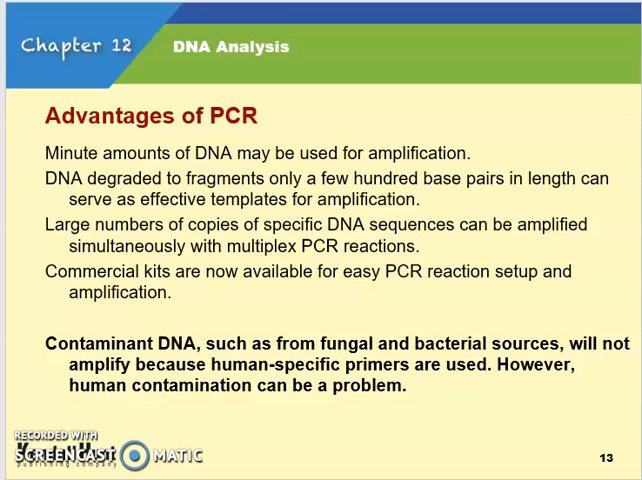 Chapter 12
DNA Analysis
Advantages of PCR
Minute amounts of DNA may be used for amplification.
DNA degraded to fragments only a few hundred base pairs in length can
serve as effective templates for amplification.
Large numbers of copies of specific DNA sequences can be amplified
simultaneously with multiplex PCR reactions.
Commercial kits are now available for easy PCR reaction setup and
amplification.
Contaminant DNA, such as from fungal and bacterial sources, will not
amplify because human-specific primers are used. However,
human contamination can be a problem.
RECORDED WITH
SCREENCAST MATIC
publishing company
13